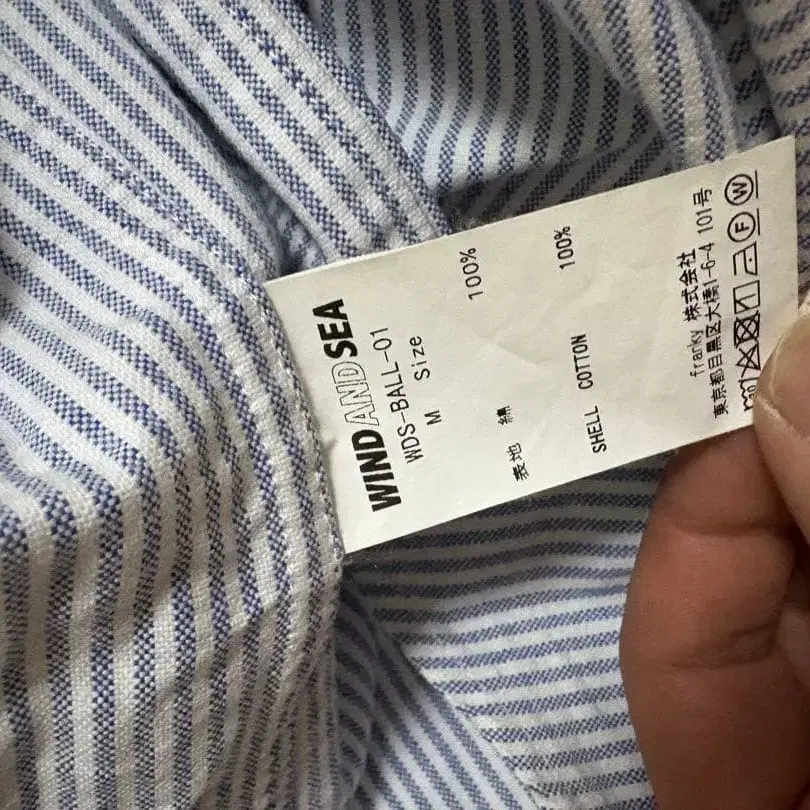 WIND AND SEA
WDS-BALL-01
M Size
表地 綿 100%
SHELL COTTON 100%
franky 株式会社
東京都目黒区大橋1-6-4 101号
F W